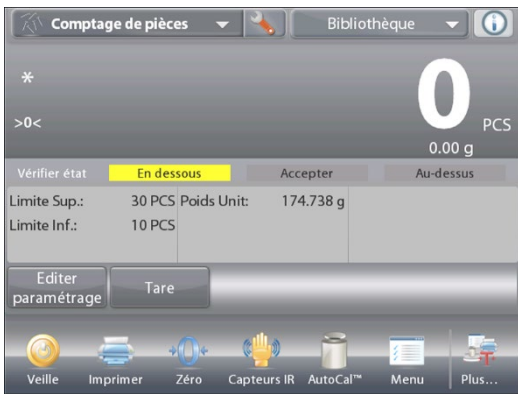 Comptage de pièces Bibliothèque
*
>0<
0 PCS
0.00 g
Vérifier état En dessous Accepter Au-dessus
Limite Sup.: 30 PCS Poids Unit: 174.738 g
Limite Inf.: 10 PCS
Editer
paramétrage
Tare
Veille Imprimer Zéro Capteurs IR AutoCal™ Menu Plus...